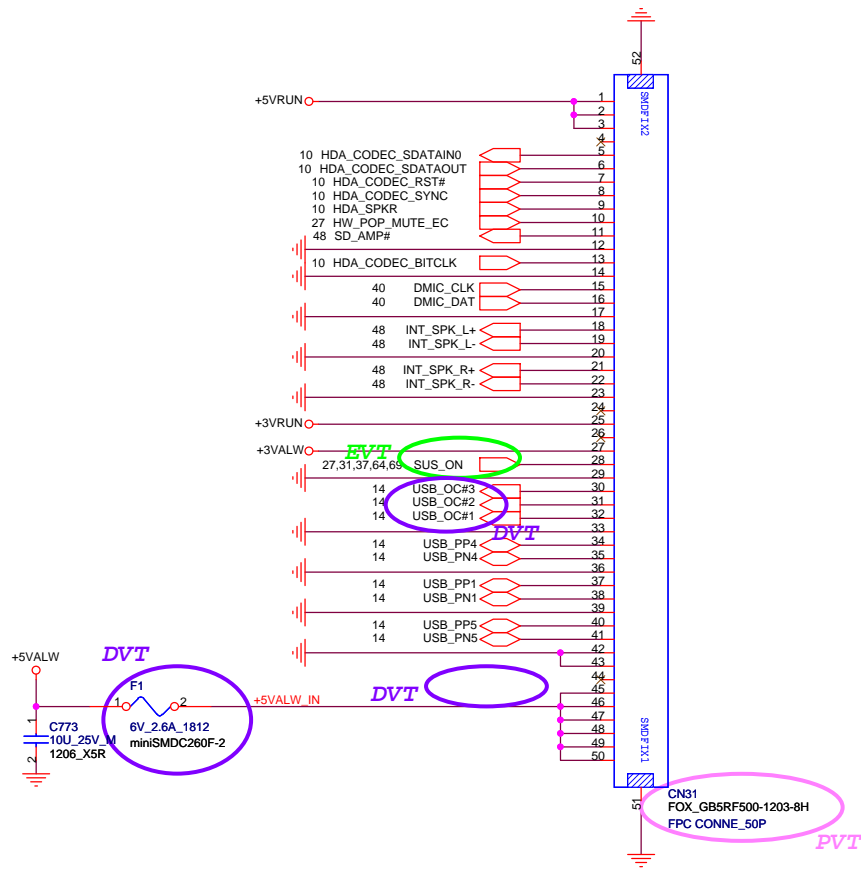 52
SMDFIX2
+5VRUN
1
2
3
4
10 HDA_CODEC_SDATAIN0 5
10 HDA_CODEC_SDATAOUT 6
10 HDA_CODEC_RST# 7
10 HDA_CODEC_SYNC 8
10 HDA_SPKR 9
27 HW_POP_MUTE_EC 10
48 SD_AMP# 11
12
10 HDA_CODEC_BITCLK 13
14
40 DMIC_CLK 15
40 DMIC_DAT 16
17
48 INT_SPK_L+ 18
48 INT_SPK_L- 19
20
48 INT_SPK_R+ 21
48 INT_SPK_R- 22
23
24
+3VRUN 25
26
+3VALW 27
EVT
27,31,37,64,69 SUS_ON 28
29
14 USB_OC#3 30
14 USB_OC#2 31
14 USB_OC#1 32
DVT
33
14 USB_PP4 34
14 USB_PN4 35
36
14 USB_PP1 37
14 USB_PN1 38
39
14 USB_PP5 40
14 USB_PN5 41
42
43
44
45
46
47
48
49
50
+5VALW
DVT
DVT
F1
1 2
+5VALW_IN
6V_2.6A_1812
miniSMDC260F-2
1
C773
10U_25V_M
1206_X5R
2
SMDFIX1
51
CN31
FOX_GB5RF500-1203-8H
FPC CONNE_50P
PVT